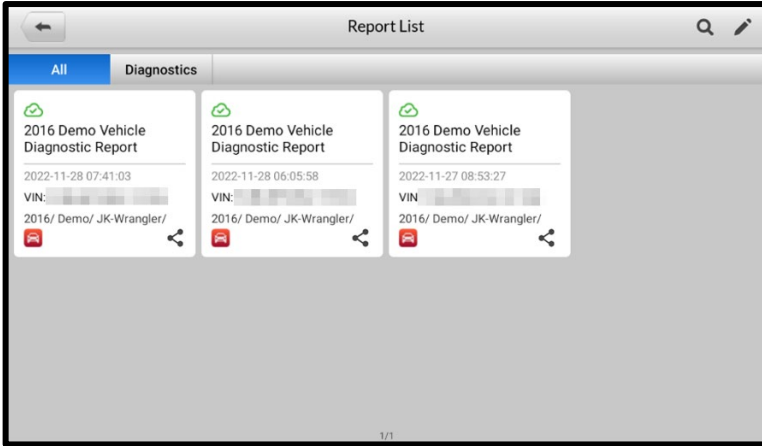 Report List
All
Diagnostics
2016 Demo Vehicle
Diagnostic Report
2022-11-28 07:41:03
VIN:
2016/ Demo/ JK-Wrangler/
2016 Demo Vehicle
Diagnostic Report
2022-11-28 06:05:58
VIN:
2016/ Demo/ JK-Wrangler/
2016 Demo Vehicle
Diagnostic Report
2022-11-27 08:53:27
VIN
2016/ Demo/ JK-Wrangler/
1/1